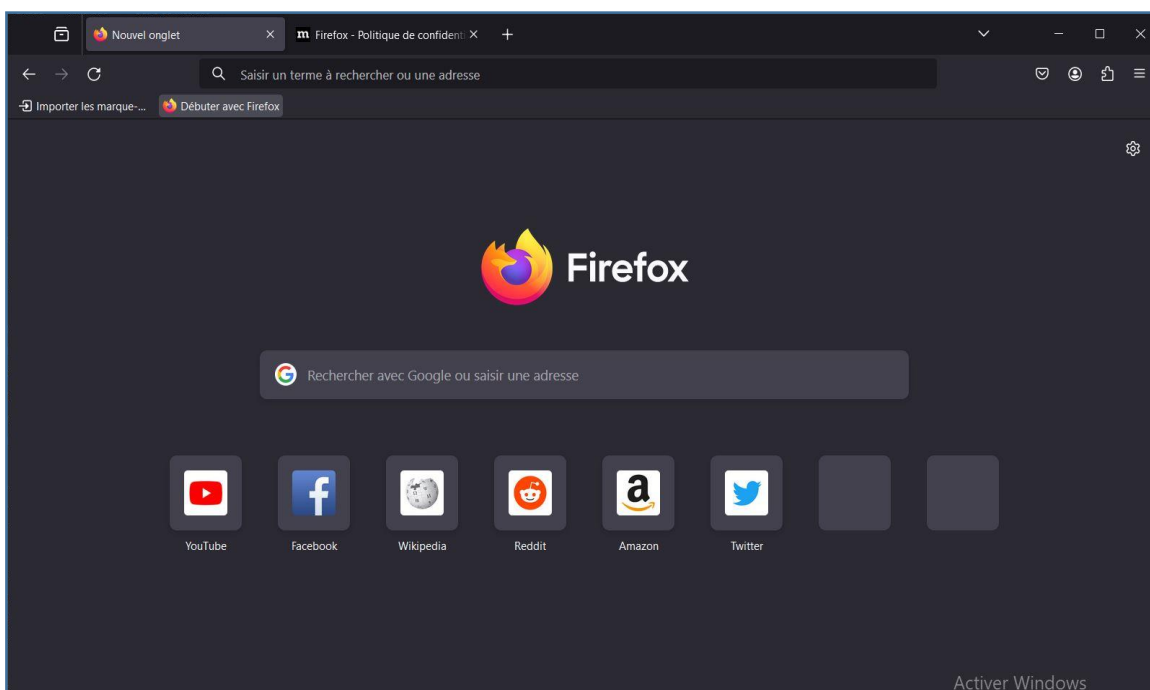 Nouvel onglet
m Firefox - Politique de confidenti
Saisir un terme à rechercher ou une adresse
Importer les marque-...
Débuter avec Firefox
Firefox
Rechercher avec Google ou saisir une adresse
YouTube
Facebook
Wikipedia
Reddit
Amazon
Twitter
Activer Windows